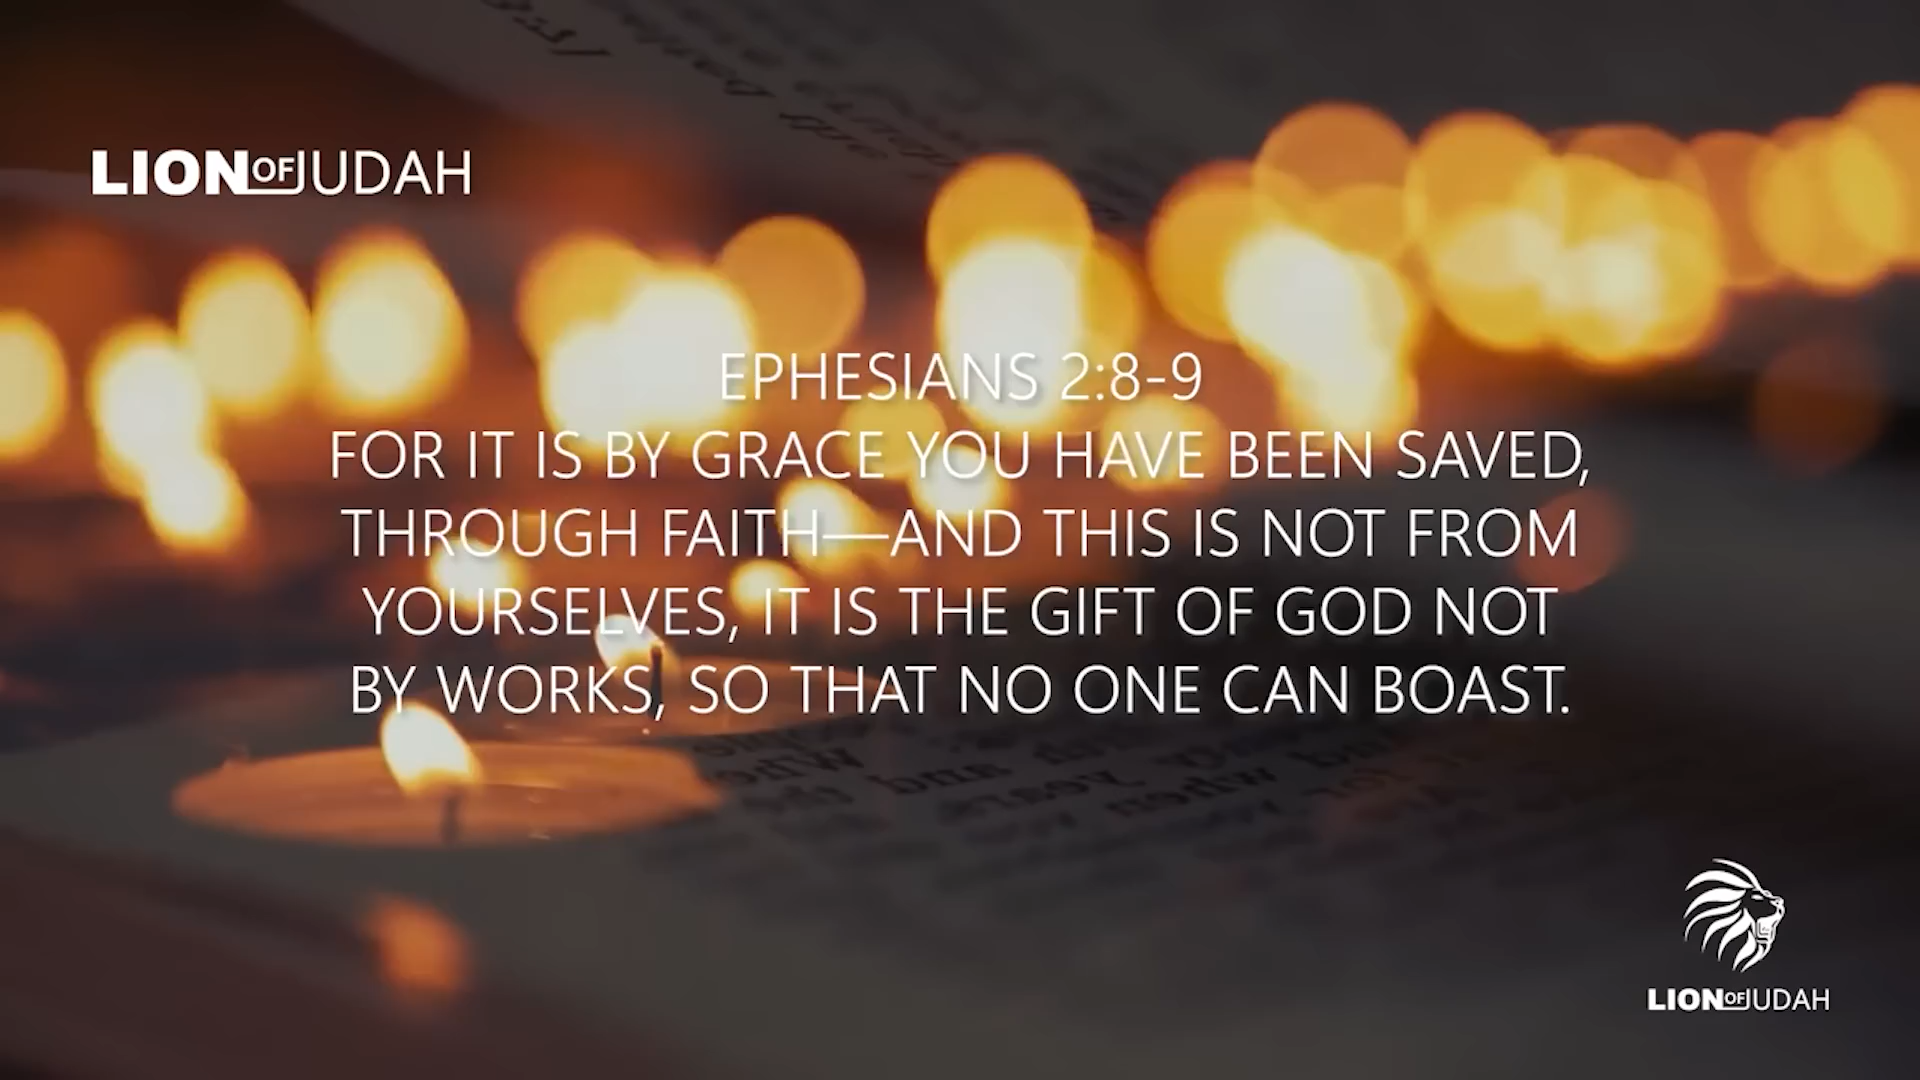 LION OF JUDAH
EPHESIANS 2:8-9
FOR IT IS BY GRACE YOU HAVE BEEN SAVED,
THROUGH FAITH—AND THIS IS NOT FROM
YOURSELVES, IT IS THE GIFT OF GOD NOT
BY WORKS, SO THAT NO ONE CAN BOAST.
and
LION OF JUDAH